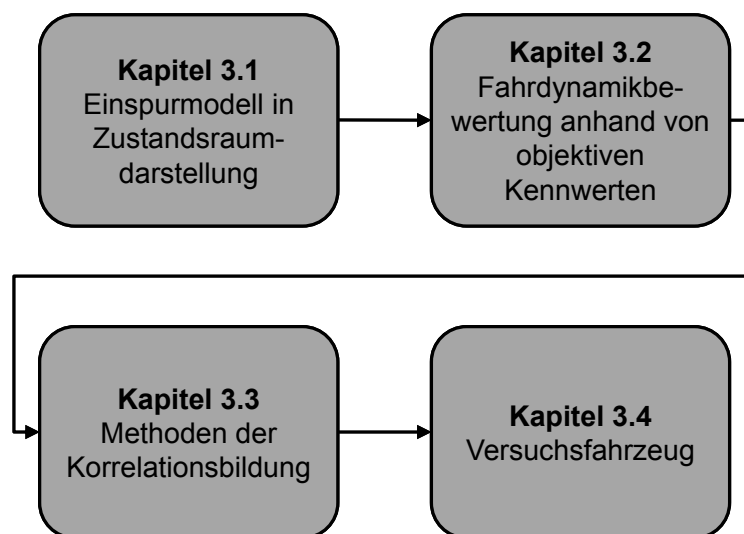 Kapitel 3.1
Einspurmodell in
Zustandsraum-
darstellung
Kapitel 3.2
Fahrdynamikbe-
wertung anhand von
objektiven
Kennwerten
Kapitel 3.3
Methoden der
Korrelationsbildung
Kapitel 3.4
Versuchsfahrzeug